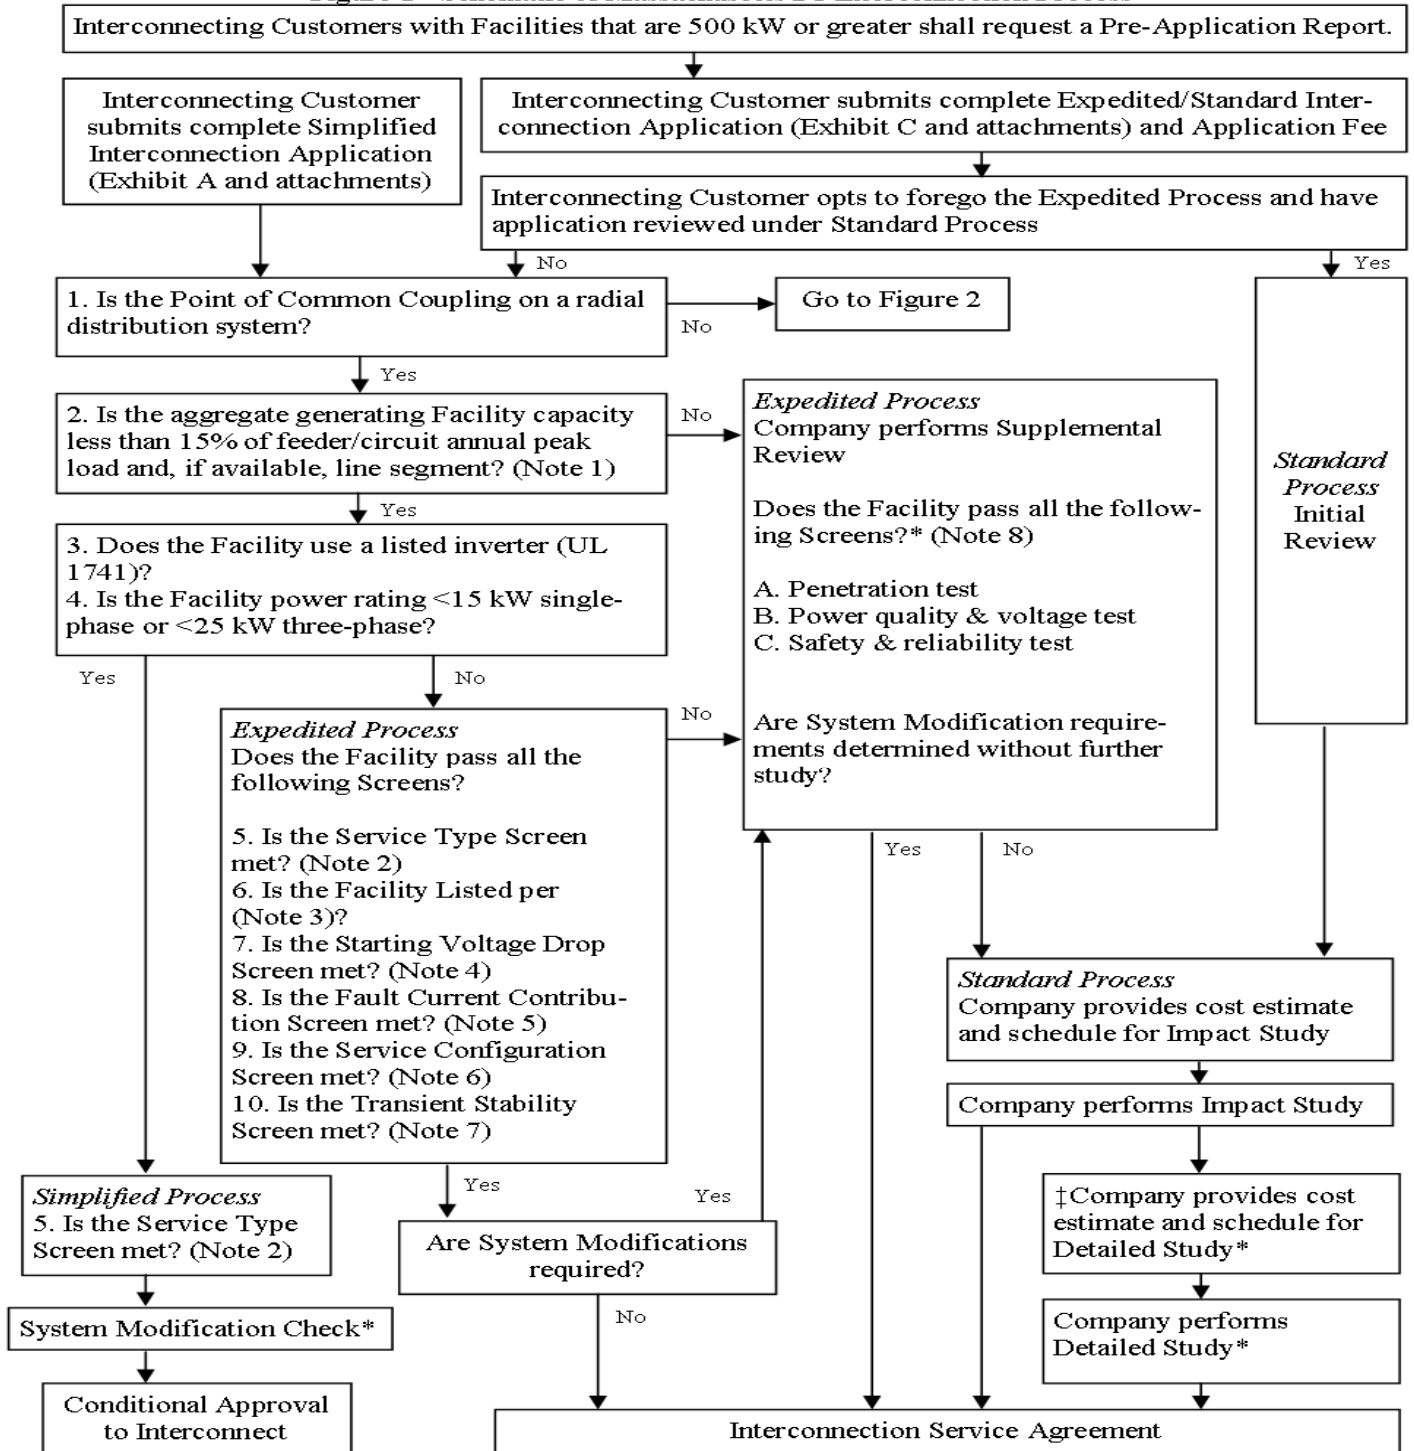 Interconnecting Customers with Facilities that are 500 kW or greater shall request a Pre-Application Report.
Interconnecting Customer
submits complete Simplified
Interconnection Application
(Exhibit A and attachments)
Interconnecting Customer submits complete Expedited/Standard Inter-
connection Application (Exhibit C and attachments) and Application Fee
Interconnecting Customer opts to forego the Expedited Process and have
application reviewed under Standard Process
No
Yes
1. Is the Point of Common Coupling on a radial
distribution system?
No
Go to Figure 2
Yes
2. Is the aggregate generating Facility capacity
less than 15% of feeder/circuit annual peak
load and, if available, line segment? (Note 1)
No
Yes
3. Does the Facility use a listed inverter (UL
1741)?
4. Is the Facility power rating <15 kW single-
phase or <25 kW three-phase?
Yes
No
Expedited Process
Company performs Supplemental
Review
Does the Facility pass all the follow-
ing Screens?* (Note 8)
A. Penetration test
B. Power quality & voltage test
C. Safety & reliability test
Are System Modification require-
ments determined without further
study?
Yes
No
Standard
Process
Initial
Review
Expedited Process
Does the Facility pass all the
following Screens?
5. Is the Service Type Screen
met? (Note 2)
6. Is the Facility Listed per
(Note 3)?
7. Is the Starting Voltage Drop
Screen met? (Note 4)
8. Is the Fault Current Contribu-
tion Screen met? (Note 5)
9. Is the Service Configuration
Screen met? (Note 6)
10. Is the Transient Stability
Screen met? (Note 7)
No
Yes
Are System Modifications
required?
Yes
No
Standard Process
Company provides cost estimate
and schedule for Impact Study
Company performs Impact Study
‡Company provides cost
estimate and schedule for
Detailed Study*
Company performs
Detailed Study*
Simplified Process
5. Is the Service Type
Screen met? (Note 2)
System Modification Check*
Conditional Approval
to Interconnect
Interconnection Service Agreement